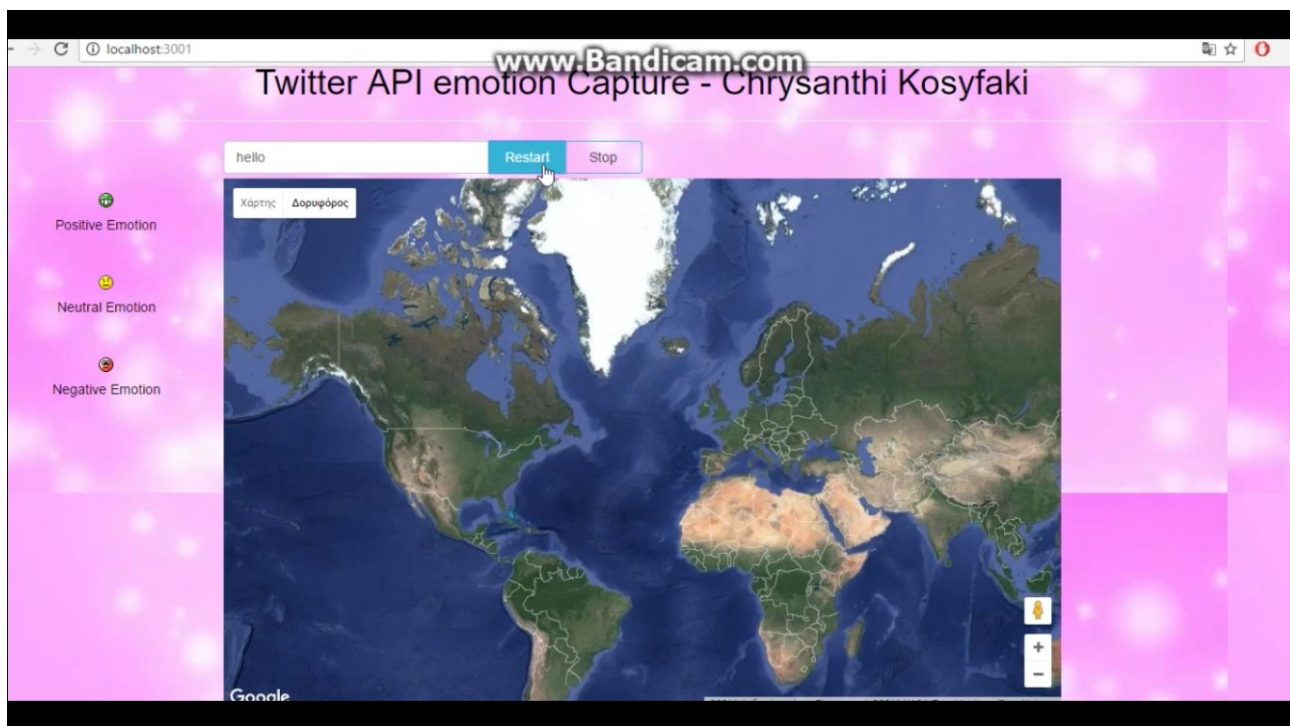 localhost:3001
www.Bandicam.com
Twitter API emotion Capture - Chrysanthi Kosyfaki
hello
Restart
Stop
Χάρτης
Δορυφόρος
Positive Emotion
Neutral Emotion
Negative Emotion
+
−
Google